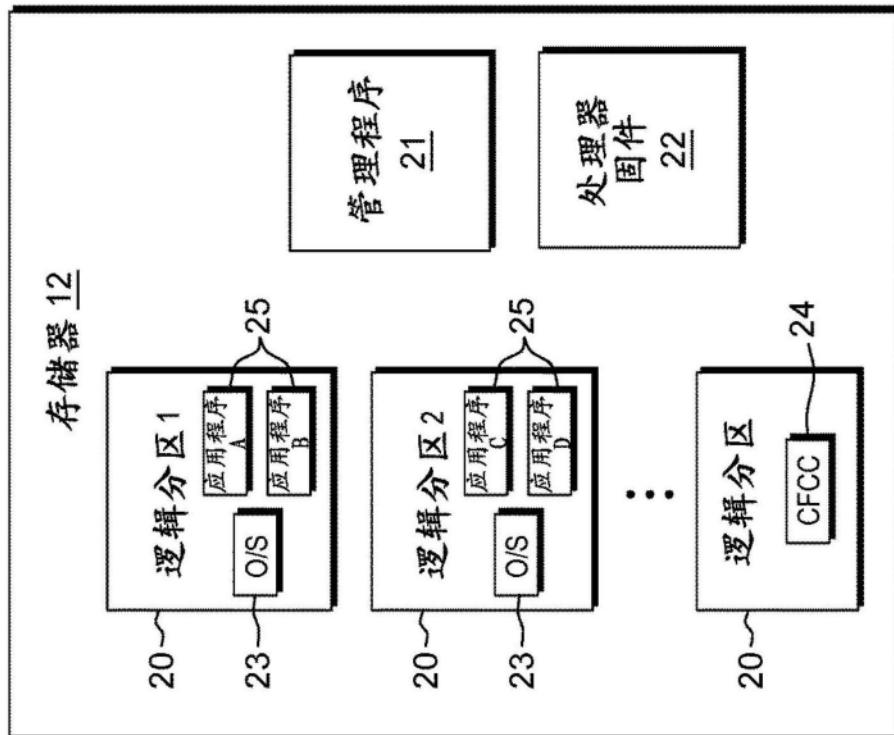 存储器 12
逻辑分区 1
O/S
应用程序
A
应用程序
B
20
23
25
逻辑分区 2
O/S
应用程序
C
应用程序
D
20
23
25
逻辑分区
CFCC
20
24
管理程序
21
处理器
固件
22